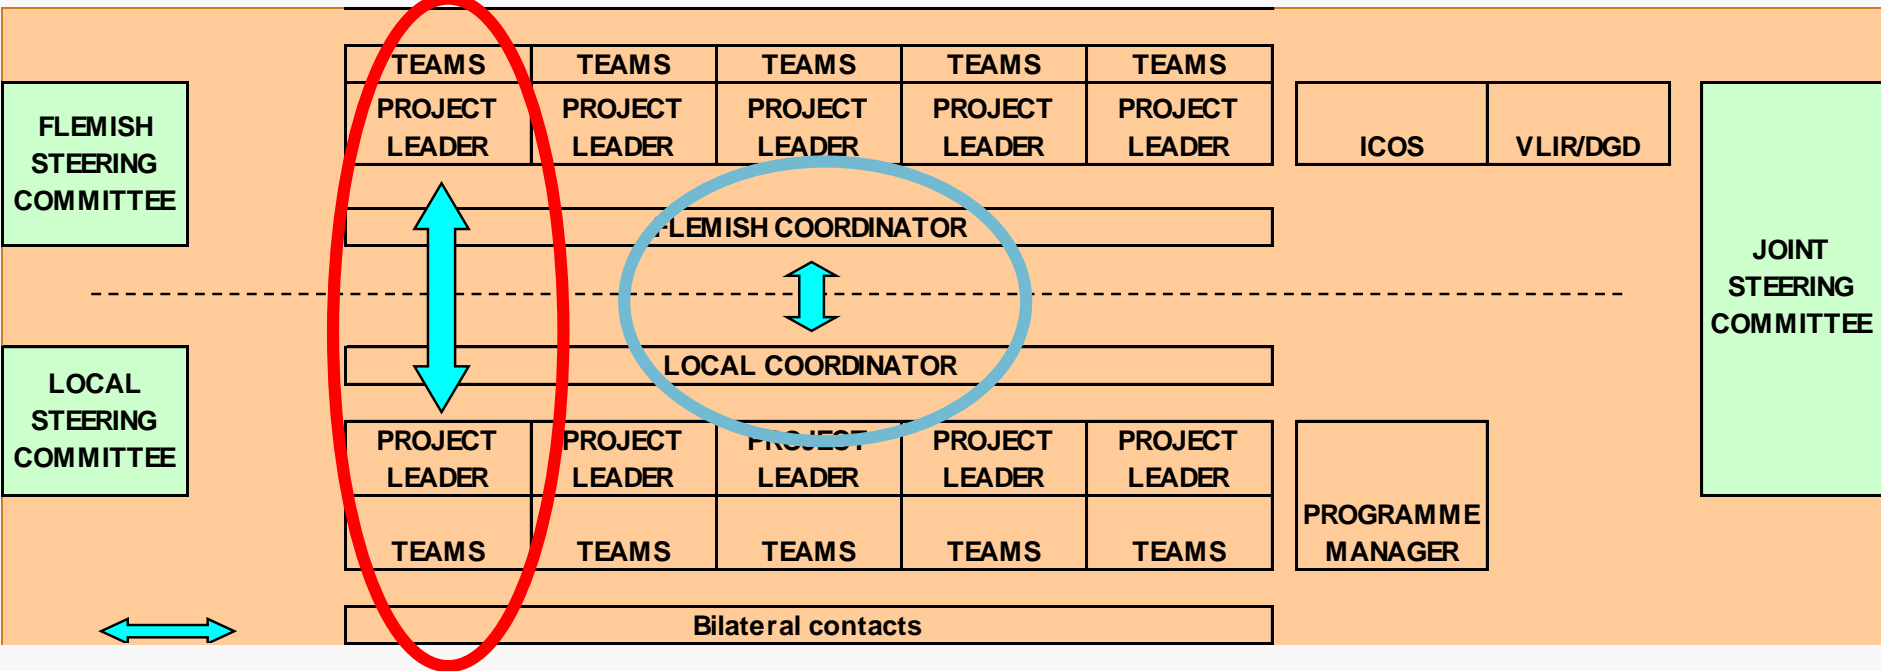 TEAMS TEAMS TEAMS TEAMS TEAMS
FLEMISH
STEERING
COMMITTEE
PROJECT PROJECT PROJECT PROJECT PROJECT
LEADER LEADER LEADER LEADER LEADER
ICOS VLIR/DGD
FLEMISH COORDINATOR
JOINT
STEERING
COMMITTEE
LOCAL COORDINATOR
LOCAL
STEERING
COMMITTEE
PROJECT PROJECT PROJECT PROJECT PROJECT
LEADER LEADER LEADER LEADER LEADER
TEAMS TEAMS TEAMS TEAMS TEAMS
PROGRAMME
MANAGER
Bilateral contacts